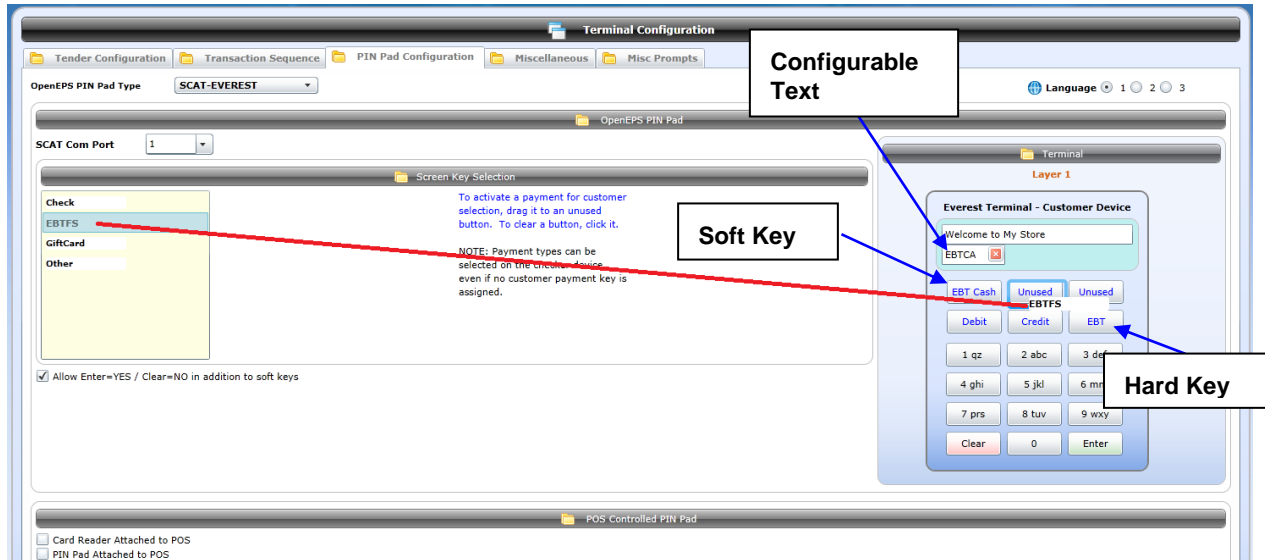 Terminal Configuration
Tender Configuration Transaction Sequence PIN Pad Configuration Miscellaneous Misc Prompts
Configurable
Text
OpenEPS PIN Pad Type SCAT-EVEREST
Language 1 2 3
OpenEPS PIN Pad
SCAT Com Port 1
Terminal
Layer 1
Screen Key Selection
Check
EBTFS
GiftCard
Other
To activate a payment for customer
selection, drag it to an unused
button. To clear a button, click it.
NOTE: Payment types can be
selected on the checker device
even if no customer payment key is
assigned.
Soft Key
Everest Terminal - Customer Device
Welcome to My Store
EBTCA
EBT Cash Unused Unused
EBTFS
Debit Credit EBT
1 qz 2 abc 3 def
4 ghi 5 jkl 6
Hard Key
7 prs 8 tuv 9 wxy
Clear 0 Enter
Allow Enter=YES / Clear=NO in addition to soft keys
POS Controlled PIN Pad
Card Reader Attached to POS
PIN Pad Attached to POS